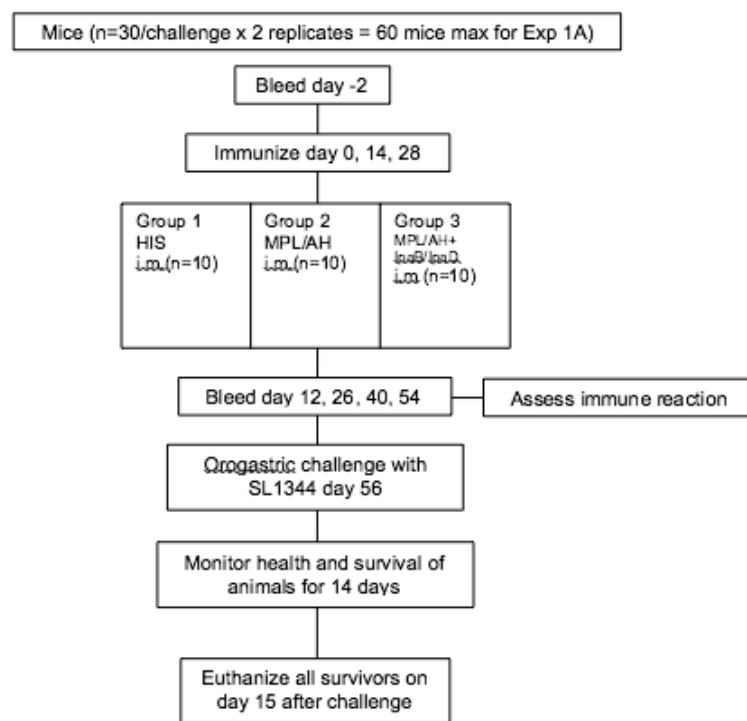 Mice (n=30/challenge x 2 replicates = 60 mice max for Exp 1A)
Bleed day -2
Immunize day 0, 14, 28
Group 1
HIS
i.m.(n=10)
Group 2
MPL/AH
i.m.(n=10)
Group 3
MPL/AH+
IpaB/IpaD
i.m (n=10)
Bleed day 12, 26, 40, 54
Assess immune reaction
Orogastric challenge with
SL1344 day 56
Monitor health and survival of
animals for 14 days
Euthanize all survivors on
day 15 after challenge